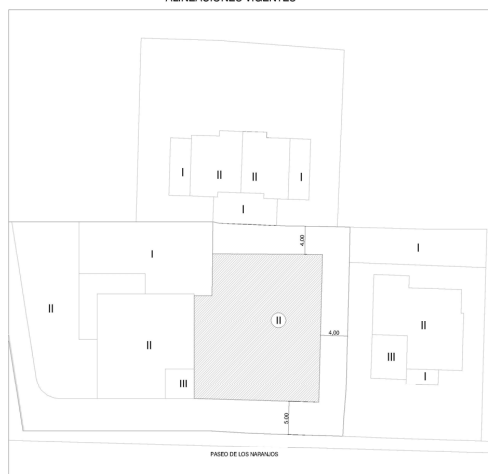 ALINEACIONES VIGENTES
I
II
II
I
I
4,00
I
I
II
II
4,00
II
II
III
III
I
5,00
PASEO DE LOS NARANJOS